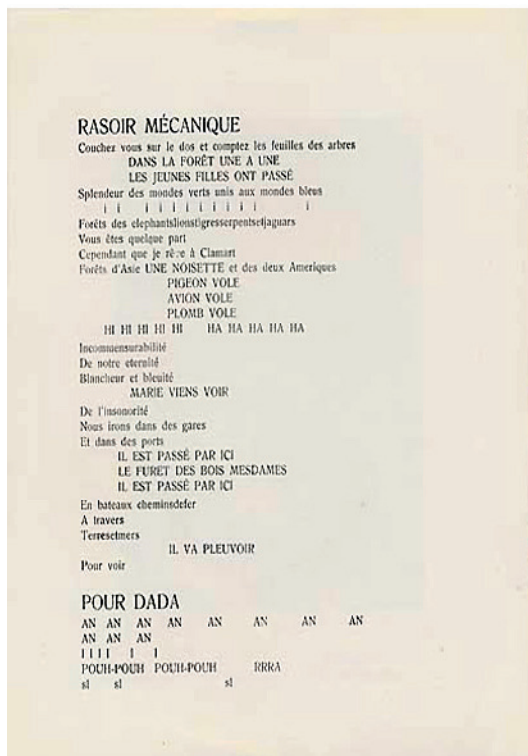 RASOIR MÉCANIQUE
Couchez vous sur le dos et comptez les feuilles des arbres
DANS LA FORÊT UNE A UNE
LES JEUNES FILLES ONT PASSÉ
Splendeur des mondes verts unis aux mondes bleus
i i i i i i i i i i i i
Forêts des elephantslionstigresserpentsetjaguars
Vous êtes quelque part
Cependant que je rêve à Clamart
Forêts d'Asie UNE NOISETTE et des deux Ameriques
PIGEON VOLE
AVION VOLE
PLOMB VOLE
HI HI HI HI HI HA HA HA HA HA
Incommensurabilité
De notre eternité
Blancheur et bleuité
MARIE VIENS VOIR
De l'insonorité
Nous irons dans des gares
Et dans des ports
IL EST PASSÉ PAR ICI
LE FURET DES BOIS MESDAMES
IL EST PASSÉ PAR ICI
En bateaux cheminsdefer
A travers
Terresetmers
IL VA PLEUVOIR
Pour voir
POUR DADA
AN AN AN AN AN AN AN AN
AN AN AN
I I I I I I
POUH-POUH POUH-POUH RRRA
sl sl sl